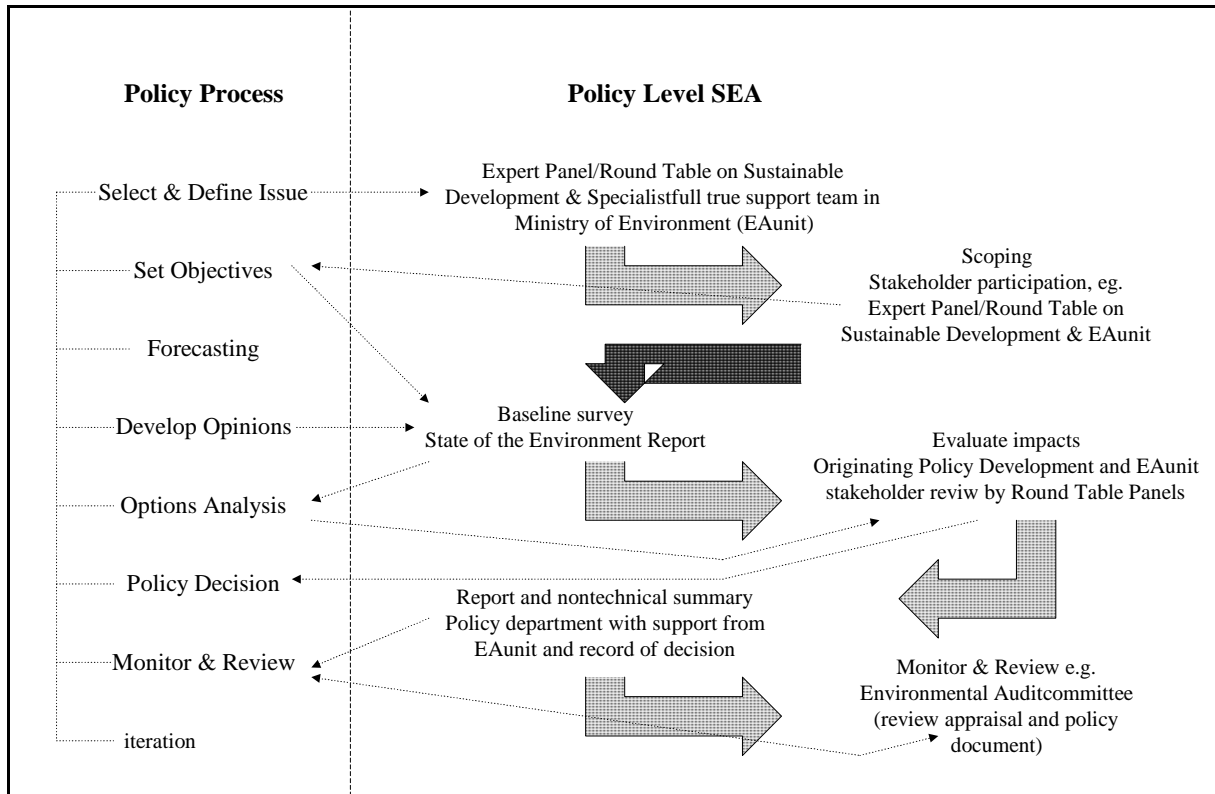 Policy Process
Policy Level SEA
Select & Define Issue
Set Objectives
Forecasting
Develop Opinions
Options Analysis
Policy Decision
Monitor & Review
iteration
Expert Panel/Round Table on Sustainable
Development & Specialistfull true support team in
Ministry of Environment (EAunit)
Scoping
Stakeholder participation, eg.
Expert Panel/Round Table on
Sustainable Development & EAunit
Baseline survey
State of the Environment Report
Evaluate impacts
Originating Policy Development and EAunit
stakeholder reviw by Round Table Panels
Report and nontechnical summary
Policy department with support from
EAunit and record of decision
Monitor & Review e.g.
Environmental Auditcommittee
(review appraisal and policy
document)